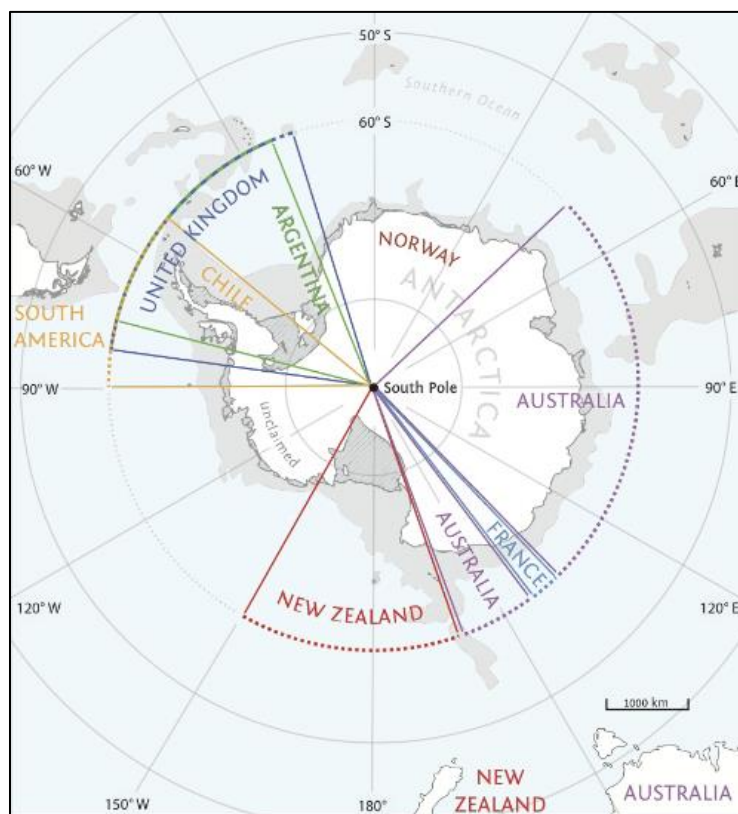 50° S
Southern Ocean
60° S
60° W
60° E
UNITED KINGDOM
ARGENTINA
NORWAY
ANTARCTICA
CHILE
SOUTH
AMERICA
90° W
South Pole
90° E
AUSTRALIA
unclaimed
AUSTRALIA
FRANCE
NEW ZEALAND
120° W
120° E
1000 km
150° W
180°
NEW
ZEALAND
AUSTRALIA